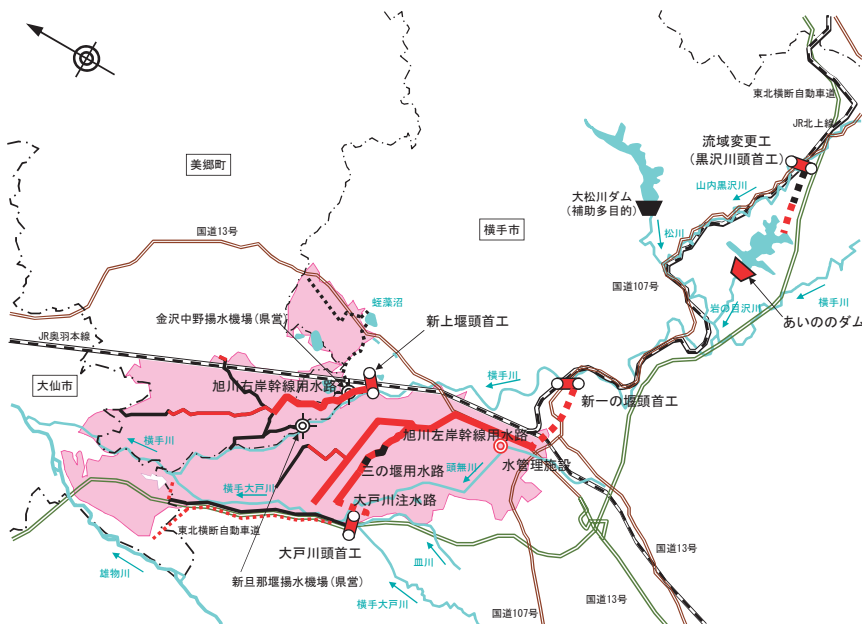 東北横断自動車道
JR北上線
流域変更工
(黒沢川頭首工)
美郷町
山内黒沢川
大松川ダム
(補助多目的)
横手市
松川
国道13号
国道107号
岩の目沢川
横手川
あいののダム
蛭藻沼
金沢中野揚水機場(県営)
新上堰頭首工
JR奥羽本線
横手川
大仙市
旭川右岸幹線用水路
新一の堰頭首工
旭川左岸幹線用水路
横手川
水管理施設
三の堰用水路
頭無川
横手大戸川
大戸川注水路
東北横断自動車道
大戸川頭首工
国道13号
皿川
雄物川
新旦那堰揚水機場(県営)
横手大戸川
国道107号
国道13号